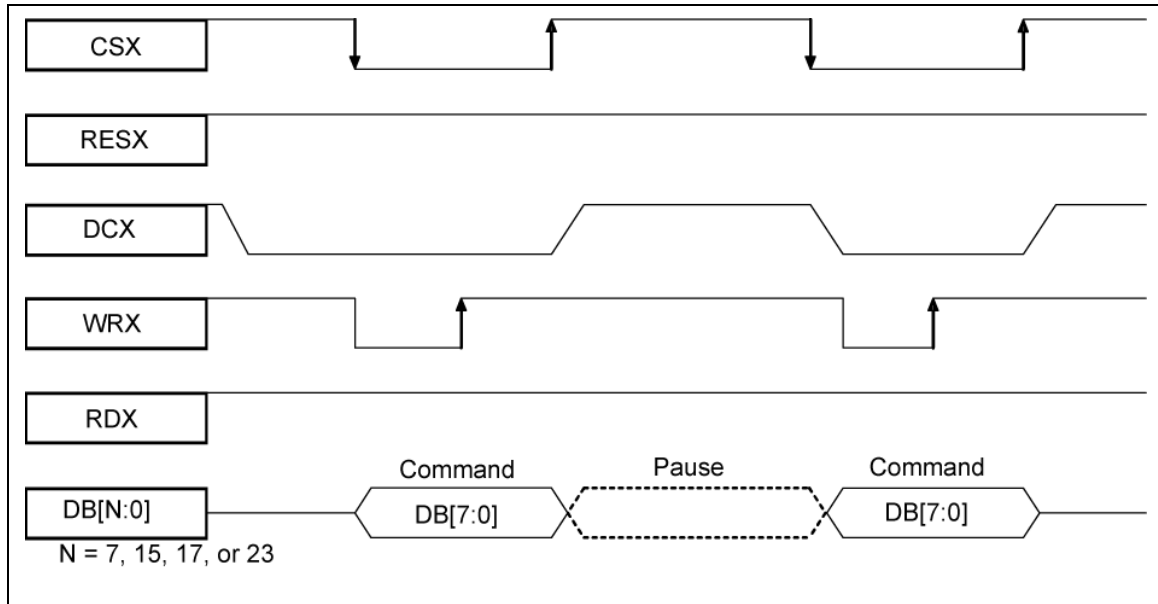 CSX
RESX
DCX
WRX
RDX
Command Pause Command
DB[N:0] DB[7:0] DB[7:0]
N = 7, 15, 17, or 23